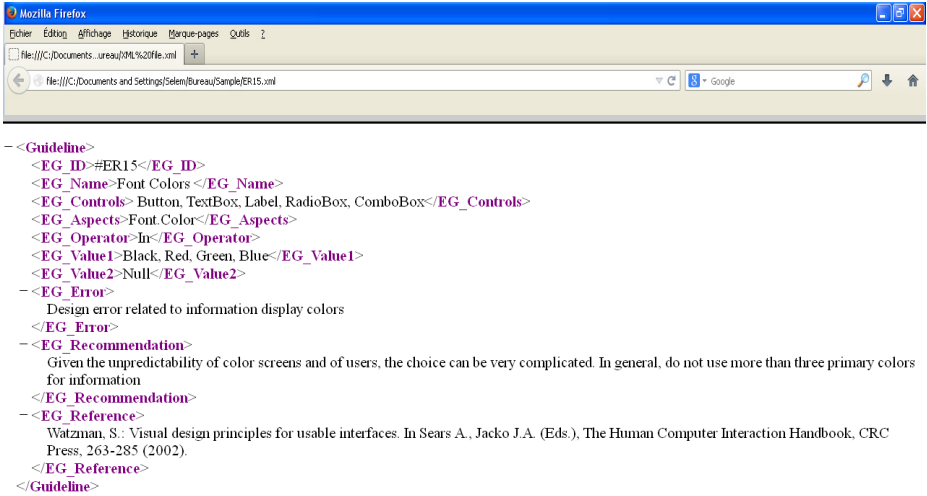 Mozilla Firefox
Fichier Édition Affichage Historique Marque-pages Outils ?
file:///C:/Documents...ureau/XML%20file.xml +
file:///C:/Documents and Settings/Selem/Bureau/Sample/ER15.xml 8 Google
− <Guideline>
<EG_ID>#ER15</EG_ID>
<EG_Name>Font Colors </EG_Name>
<EG_Controls> Button, TextBox, Label, RadioBox, ComboBox</EG_Controls>
<EG_Aspects>Font.Color</EG_Aspects>
<EG_Operator>In</EG_Operator>
<EG_Value1>Black, Red, Green, Blue</EG_Value1>
<EG_Value2>Null</EG_Value2>
− <EG_Error>
Design error related to information display colors
</EG_Error>
− <EG_Recommendation>
Given the unpredictability of color screens and of users, the choice can be very complicated. In general, do not use more than three primary colors
for information
</EG_Recommendation>
− <EG_Reference>
Watzman, S.: Visual design principles for usable interfaces. In Sears A., Jacko J.A. (Eds.), The Human Computer Interaction Handbook, CRC
Press, 263-285 (2002).
</EG_Reference>
</Guideline>